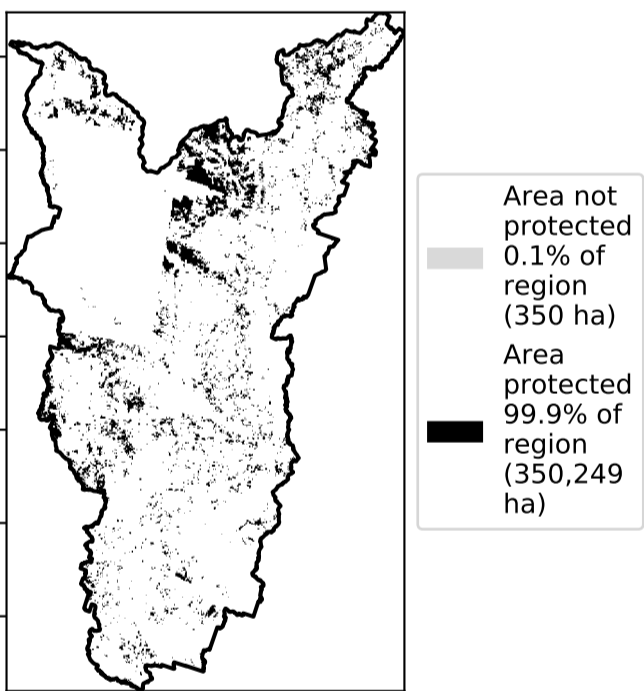 Area not
protected
0.1% of
region
(350 ha)
Area
protected
99.9% of
region
(350,249
ha)